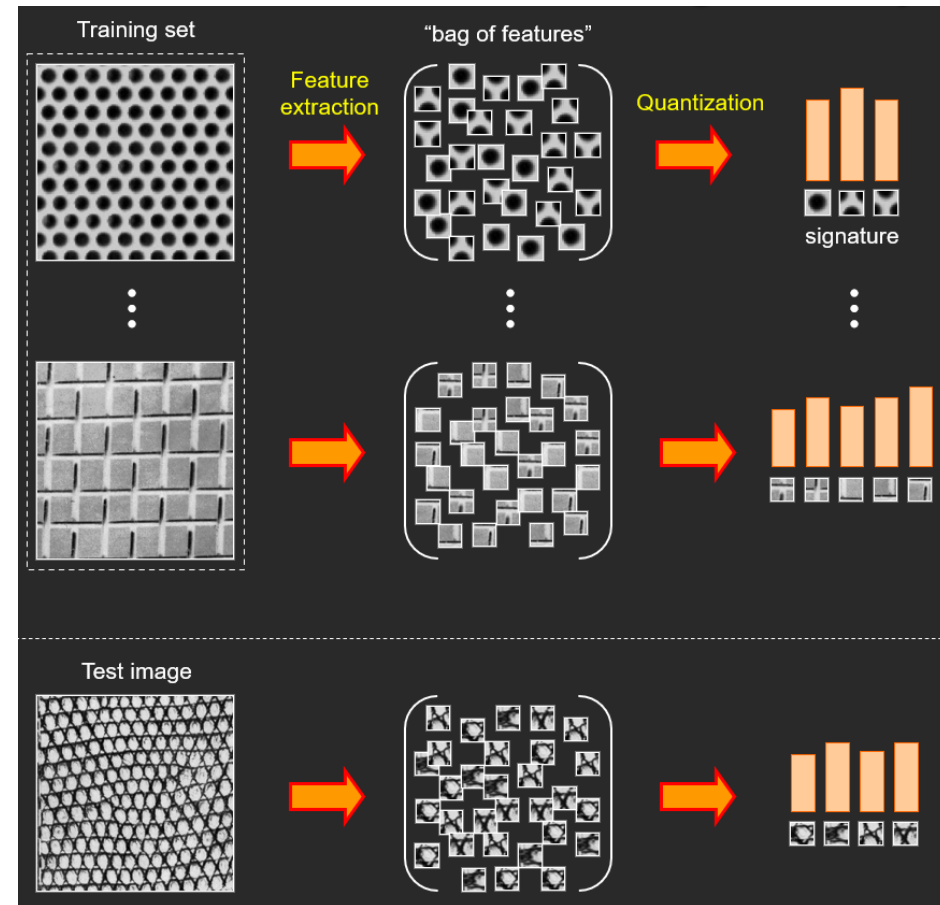 Training set
“bag of features”
Feature
extraction
Quantization
signature
Test image